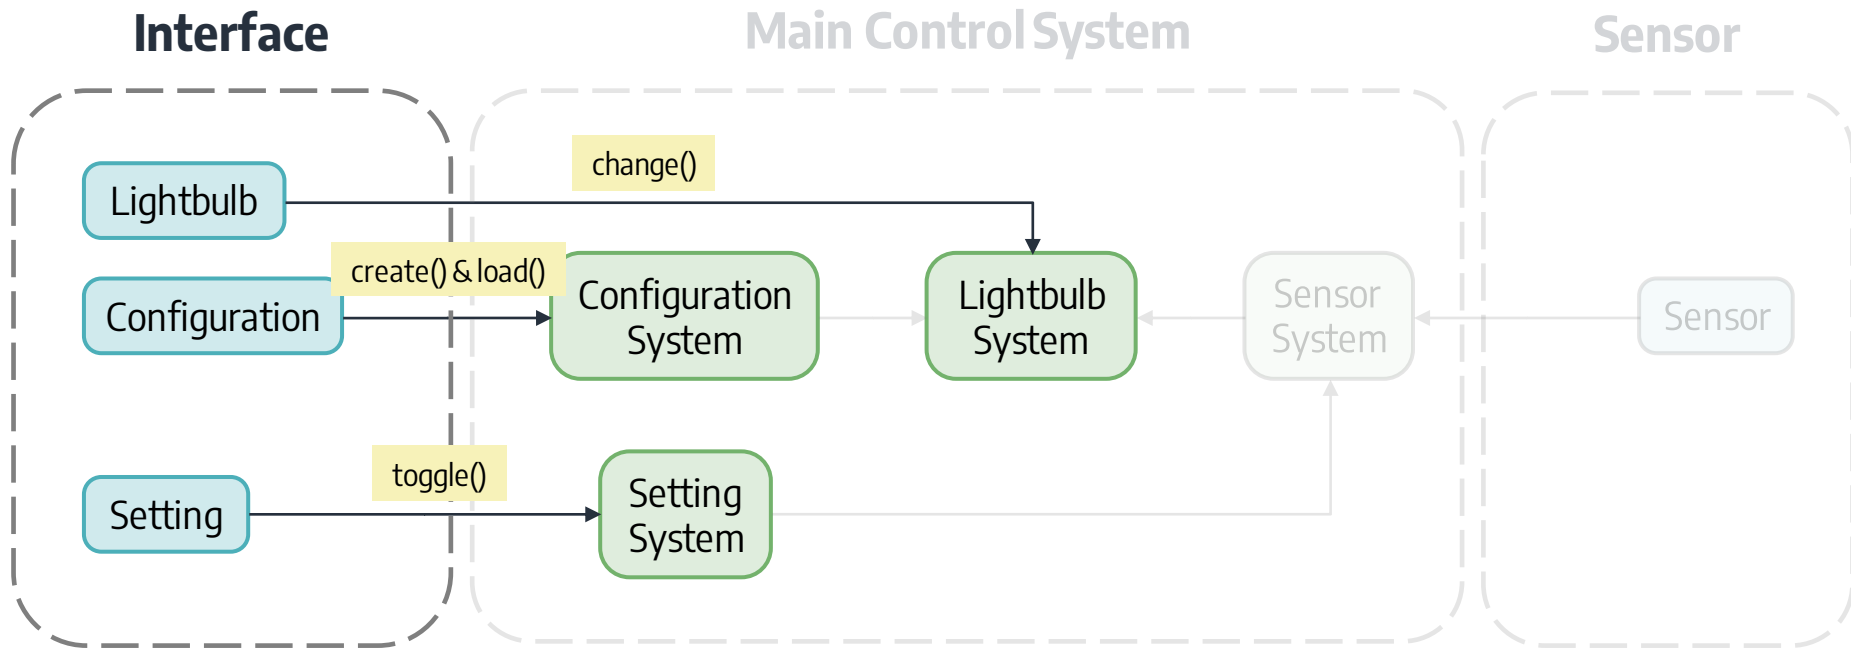 Interface
Main Control System
Sensor
change()
Lightbulb
create() & load()
Configuration
Configuration
System
Lightbulb
System
Sensor
System
Sensor
toggle()
Setting
Setting
System